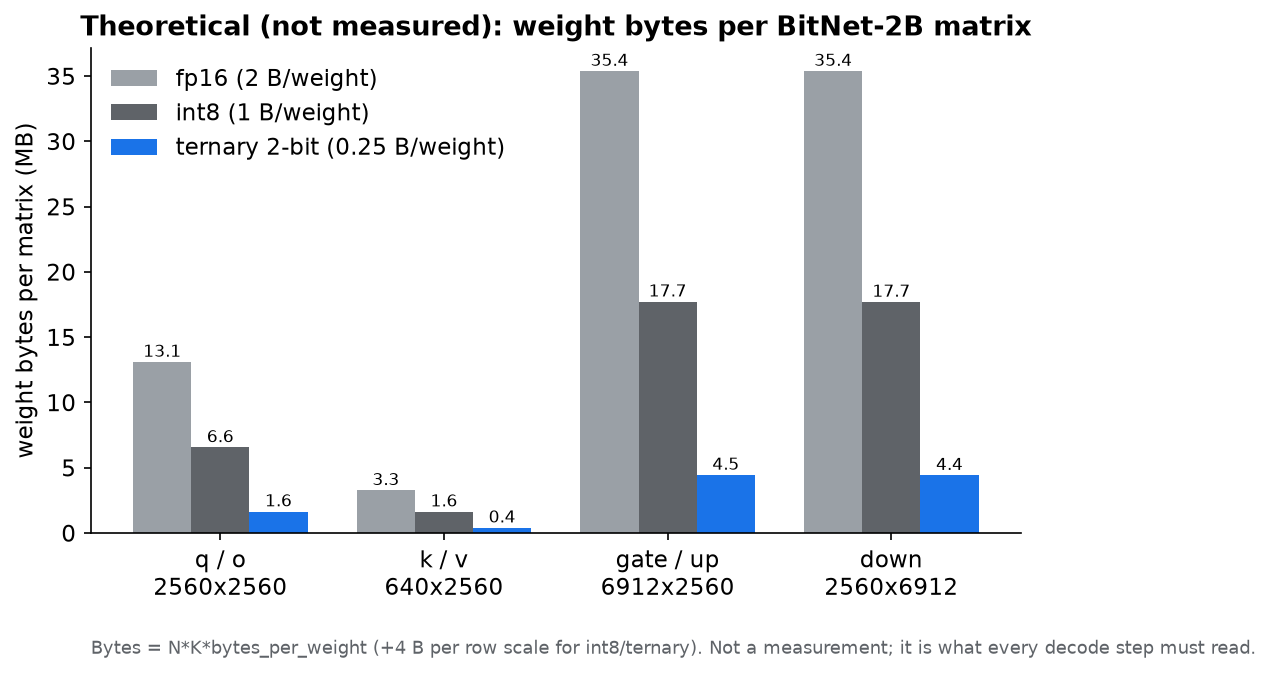 Theoretical (not measured): weight bytes per BitNet-2B matrix
fp16 (2 B/weight)
int8 (1 B/weight)
ternary 2-bit (0.25 B/weight)
weight bytes per matrix (MB)
35
30
25
20
15
10
5
0
13.1
6.6
1.6
3.3
1.6
0.4
35.4
17.7
4.5
35.4
17.7
4.4
q / o
2560x2560
k / v
640x2560
gate / up
6912x2560
down
2560x6912
Bytes = N*K*bytes_per_weight (+4 B per row scale for int8/ternary). Not a measurement; it is what every decode step must read.